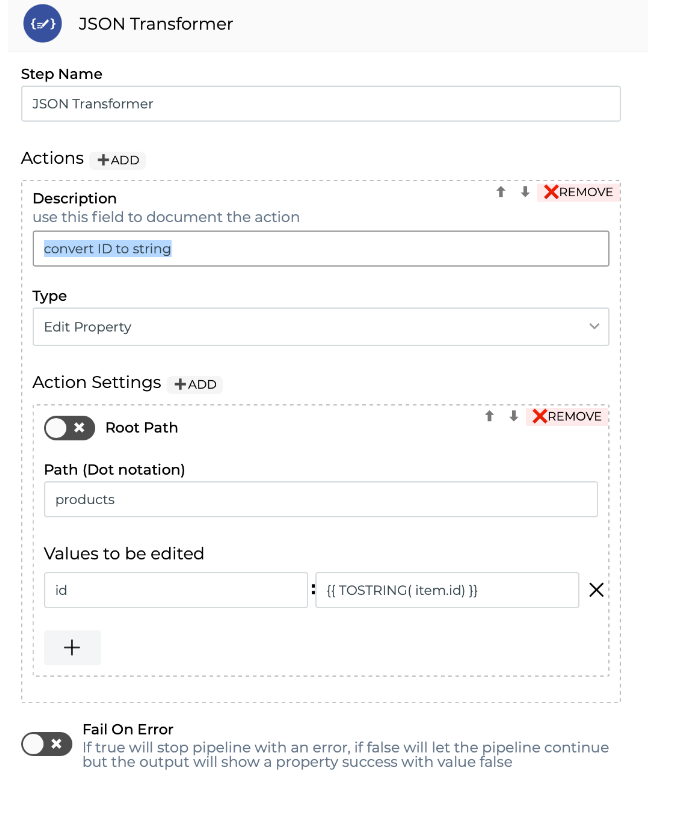 JSON Transformer
Step Name
JSON Transformer
Actions +ADD
Description
REMOVE
use this field to document the action
convert ID to string
Type
Edit Property
Action Settings +ADD
Root Path
REMOVE
Path (Dot notation)
products
Values to be edited
id : {{ TOSTRING( item.id) }}
+
Fail On Error
If true will stop pipeline with an error, if false will let the pipeline continue
but the output will show a property success with value false